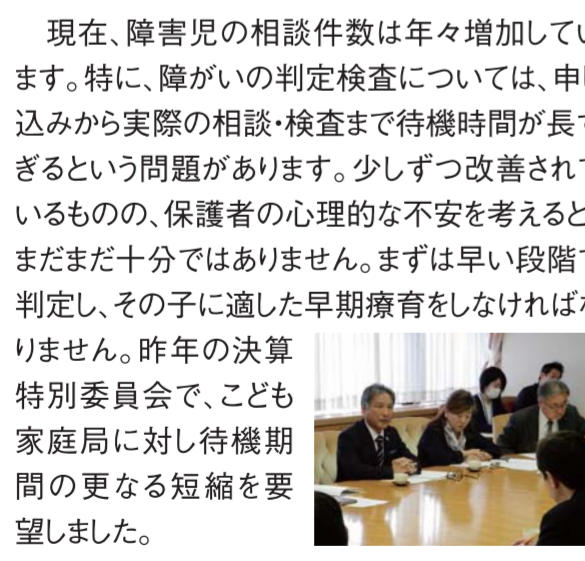 現在、障害児の相談件数は年々増加してい
ます。特に、障がいの判定検査については、申
込みから実際の相談・検査まで待機時間が長す
ぎるという問題があります。少しずつ改善されて
いるものの、保護者の心理的な不安を考えると
まだまだ十分ではありません。まずは早い段階で
判定し、その子に適した早期療育をしなければな
りません。昨年の決算
特別委員会で、こども
家庭局に対し待機期
間の更なる短縮を要
望しました。